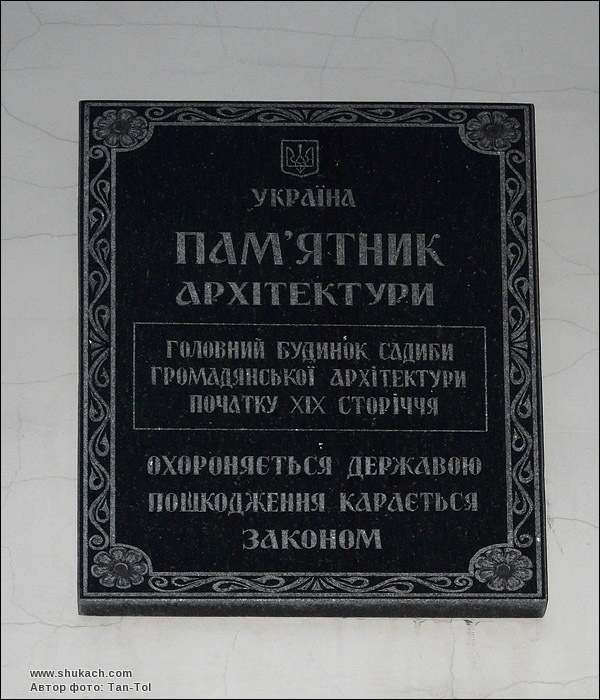 УКРАЇНА
ПАМ'ЯТНИК
АРХІТЕКТУРИ
ГОЛОВНИЙ БУДИНОК САДИБИ
ГРОМАДЯНСЬКОЇ АРХІТЕКТУРИ
ПОЧАТКУ XIX СТОРІЧЧЯ
ОХОРОНЯЄТЬСЯ ДЕРЖАВОЮ
ПОШКОДЖЕННЯ КАРАЄТЬСЯ
ЗАКОНОМ
www.shukach.com
Автор фото: Tan-Tol